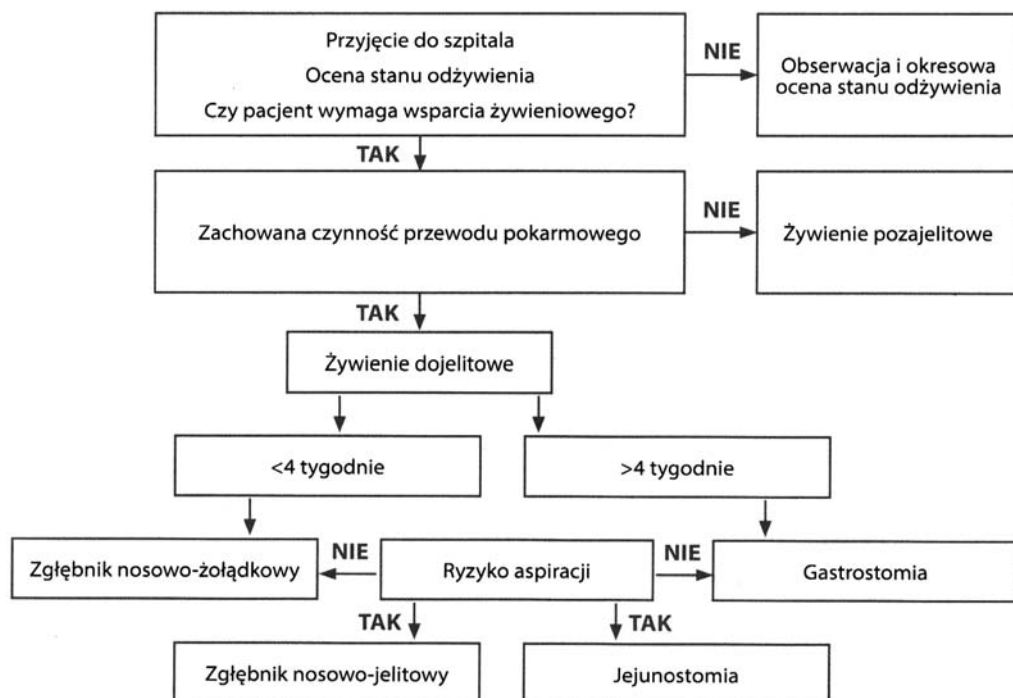 Przyjęcie do szpitala
Ocena stanu odżywienia
Czy pacjent wymaga wsparcia żywieniowego?
NIE
Obserwacja i okresowa
ocena stanu odżywienia
TAK
Zachowana czynność przewodu pokarmowego
NIE
Żywienie pozajelitowe
TAK
Żywienie dojelitowe
<4 tygodnie
>4 tygodnie
Zgłębnik nosowo-żołądkowy
NIE
Ryzyko aspiracji
NIE
Gastrostomia
TAK
TAK
Zgłębnik nosowo-jelitowy
Jejunostomia